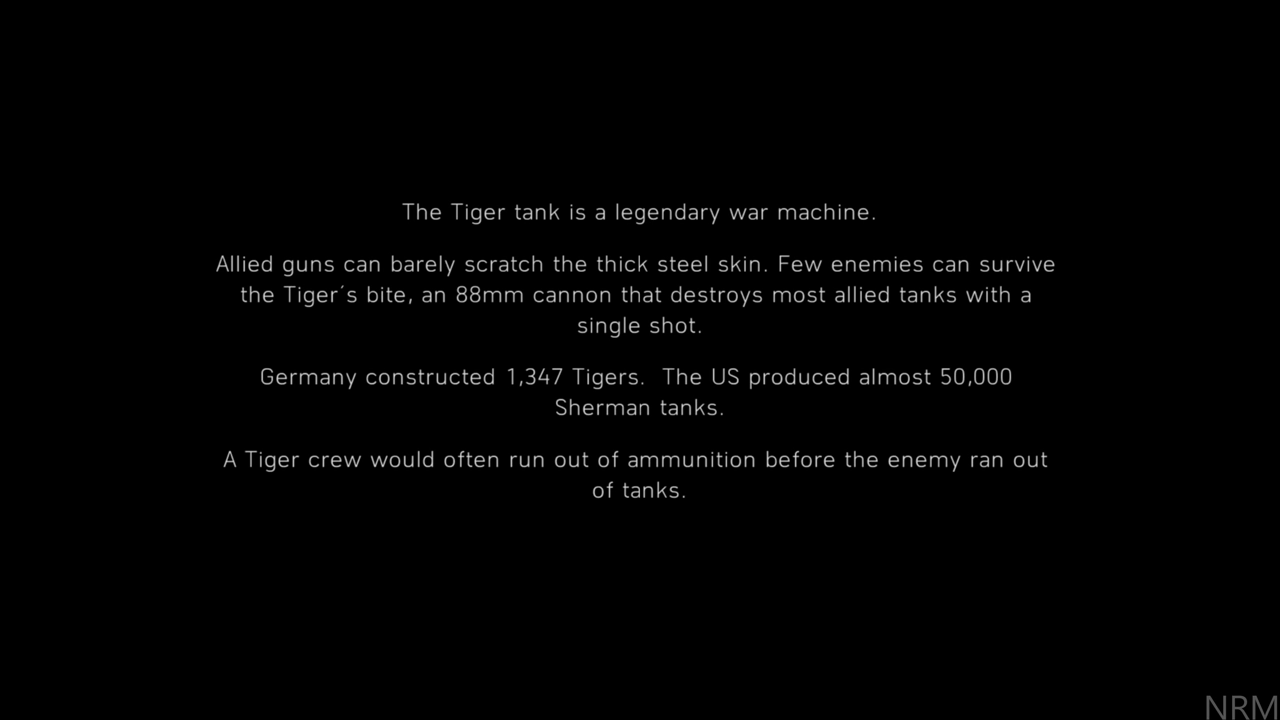 The Tiger tank is a legendary war machine.
Allied guns can barely scratch the thick steel skin. Few enemies can survive
the Tiger´s bite, an 88mm cannon that destroys most allied tanks with a
single shot.
Germany constructed 1,347 Tigers.  The US produced almost 50,000
Sherman tanks.
A Tiger crew would often run out of ammunition before the enemy ran out
of tanks.
NRM